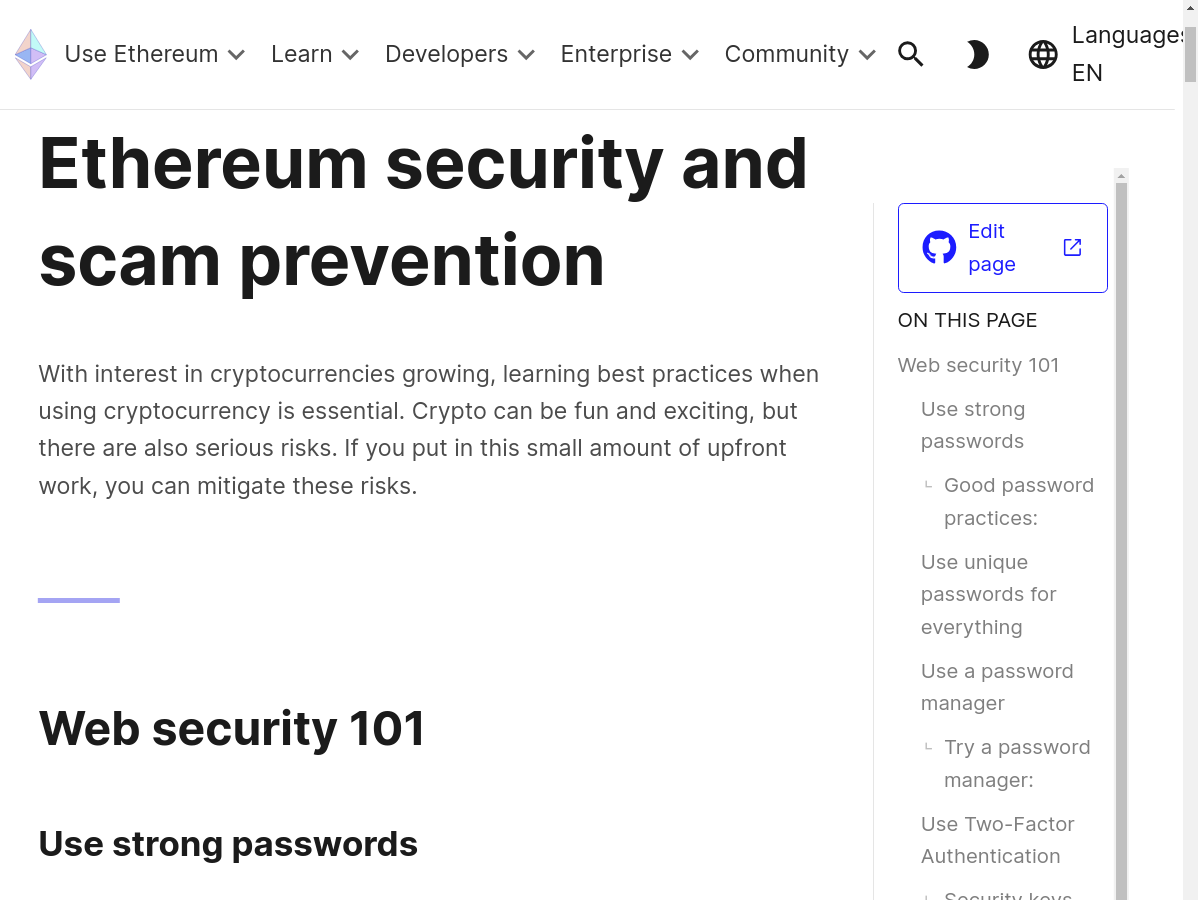 Use Ethereum Learn Developers Enterprise Community Languages
EN
Ethereum security and
scam prevention
With interest in cryptocurrencies growing, learning best practices when
using cryptocurrency is essential. Crypto can be fun and exciting, but
there are also serious risks. If you put in this small amount of upfront
work, you can mitigate these risks.
Web security 101
Use strong passwords
Edit
page
ON THIS PAGE
Web security 101
Use strong
passwords
Good password
practices:
Use unique
passwords for
everything
Use a password
manager
Try a password
manager:
Use Two-Factor
Authentication
Security keys